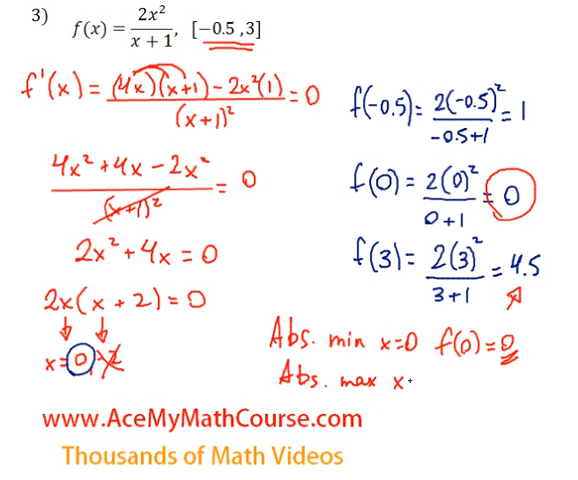 3) f(x) = 2x²/(x + 1), [−0.5 ,3]
f'(x) = ((4x)(x+1) − 2x²(1))/(x+1)² = 0
(4x² + 4x − 2x²)/(x+1)² = 0
2x² + 4x = 0
2x(x + 2) = 0
x = 0, -2
f(-0.5) = 2(-0.5)²/(-0.5+1) = 1
f(0) = 2(0)²/(0+1) = 0
f(3) = 2(3)²/(3+1) = 4.5
Abs. min x=0 f(0)=0
Abs. max x
www.AceMyMathCourse.com
Thousands of Math Videos